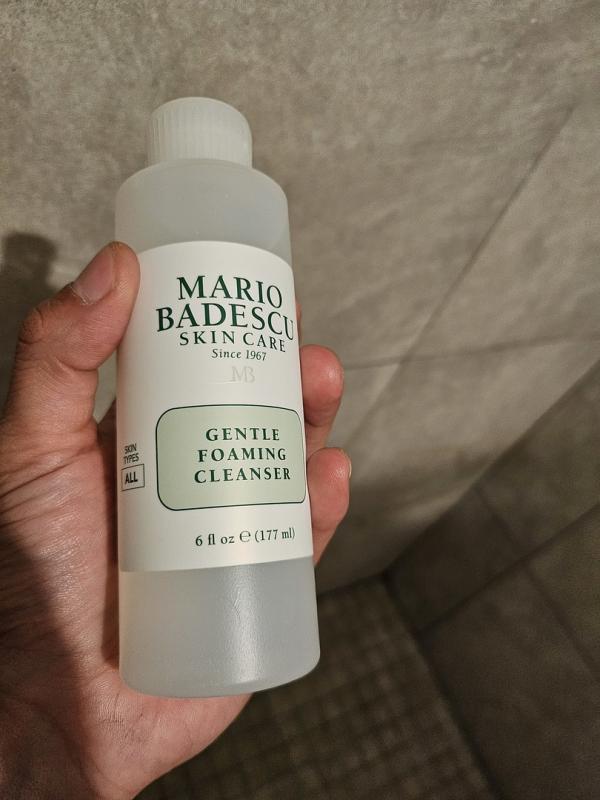 MARIO
BADESCU
SKIN CARE
Since 1967
MB
GENTLE
FOAMING
CLEANSER
SKIN
TYPES
ALL
6 fl oz ℮ (177 ml)